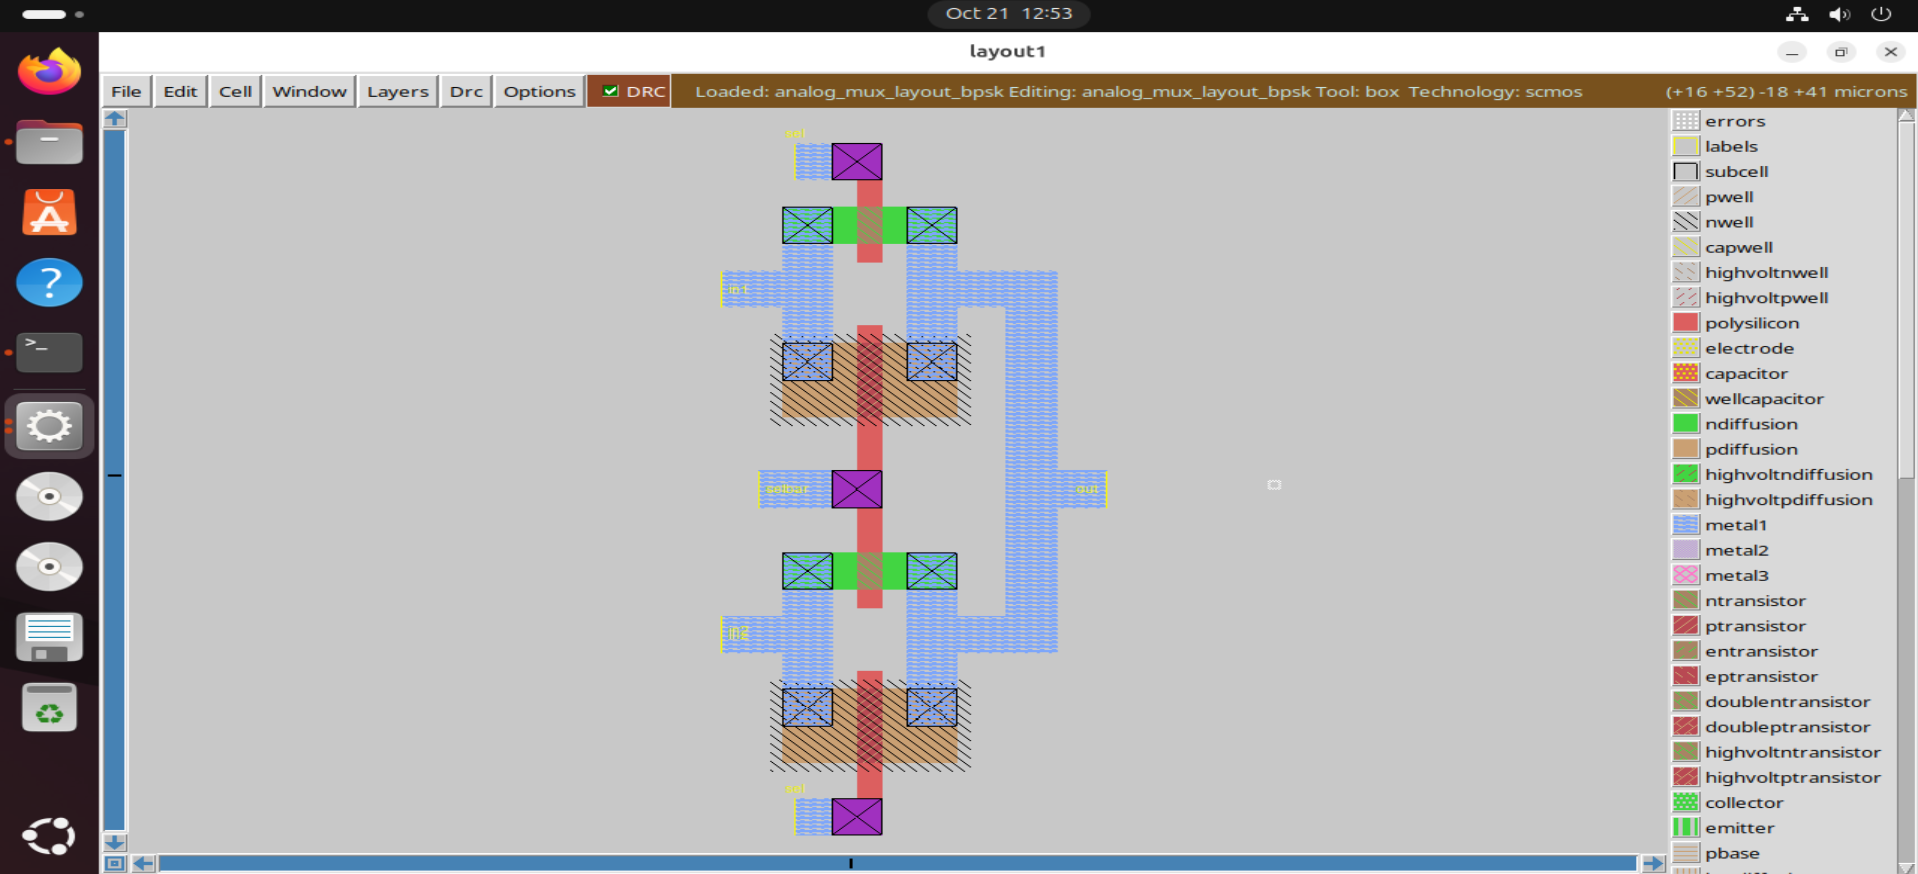 Oct 21 12:53
layout1
File Edit Cell Window Layers Drc Options DRC Loaded: analog_mux_layout_bpsk Editing: analog_mux_layout_bpsk Tool: box Technology: scmos (+16 +52) -18 +41 microns
sel
in1
selbar
out
sel
errors
labels
subcell
pwell
nwell
capwell
highvoltnwell
highvoltpwell
polysilicon
electrode
capacitor
wellcapacitor
ndiffusion
pdiffusion
highvoltndiffusion
highvoltpdiffusion
metal1
metal2
metal3
ntransistor
ptransistor
entransistor
eptransistor
doublentransistor
doubleptransistor
highvoltntransistor
highvoltptransistor
collector
emitter
pbase